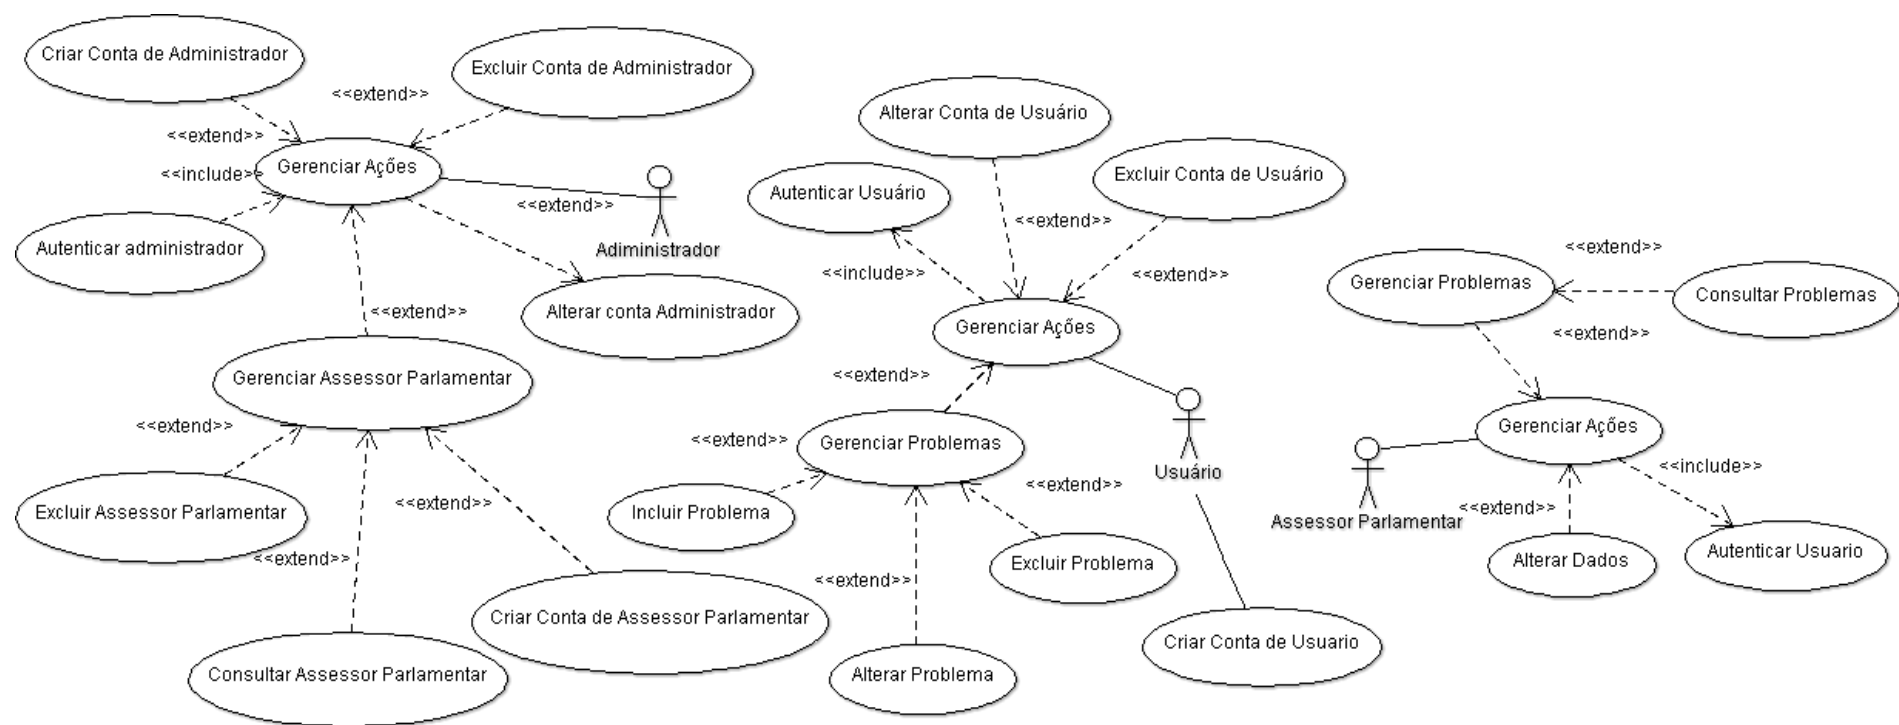 Criar Conta de Administrador
Excluir Conta de Administrador
<<extend>>
<<extend>>
Gerenciar Ações
<<include>>
<<extend>>
Autenticar administrador
Adiministrador
<<extend>>
Alterar conta Administrador
Gerenciar Assessor Parlamentar
<<extend>>
Excluir Assessor Parlamentar
<<extend>>
<<extend>>
Criar Conta de Assessor Parlamentar
Consultar Assessor Parlamentar
Alterar Conta de Usuário
Autenticar Usuário
Excluir Conta de Usuário
<<extend>>
<<include>>
<<extend>>
Gerenciar Ações
<<extend>>
Gerenciar Problemas
<<extend>>
Usuário
<<extend>>
Incluir Problema
Excluir Problema
<<extend>>
Criar Conta de Usuario
Alterar Problema
<<extend>>
Gerenciar Problemas
Consultar Problemas
<<extend>>
Gerenciar Ações
<<include>>
Assessor Parlamentar
<<extend>>
Alterar Dados
Autenticar Usuario